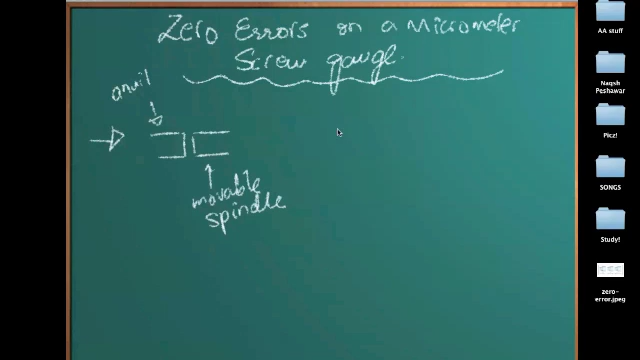 Zero Errors on a Micrometer
Screw gauge.
anvil
movable
spindle
AA stuff
Naqsh
Peshawar
Picz!
SONGS
Study!
zero-
error.jpeg